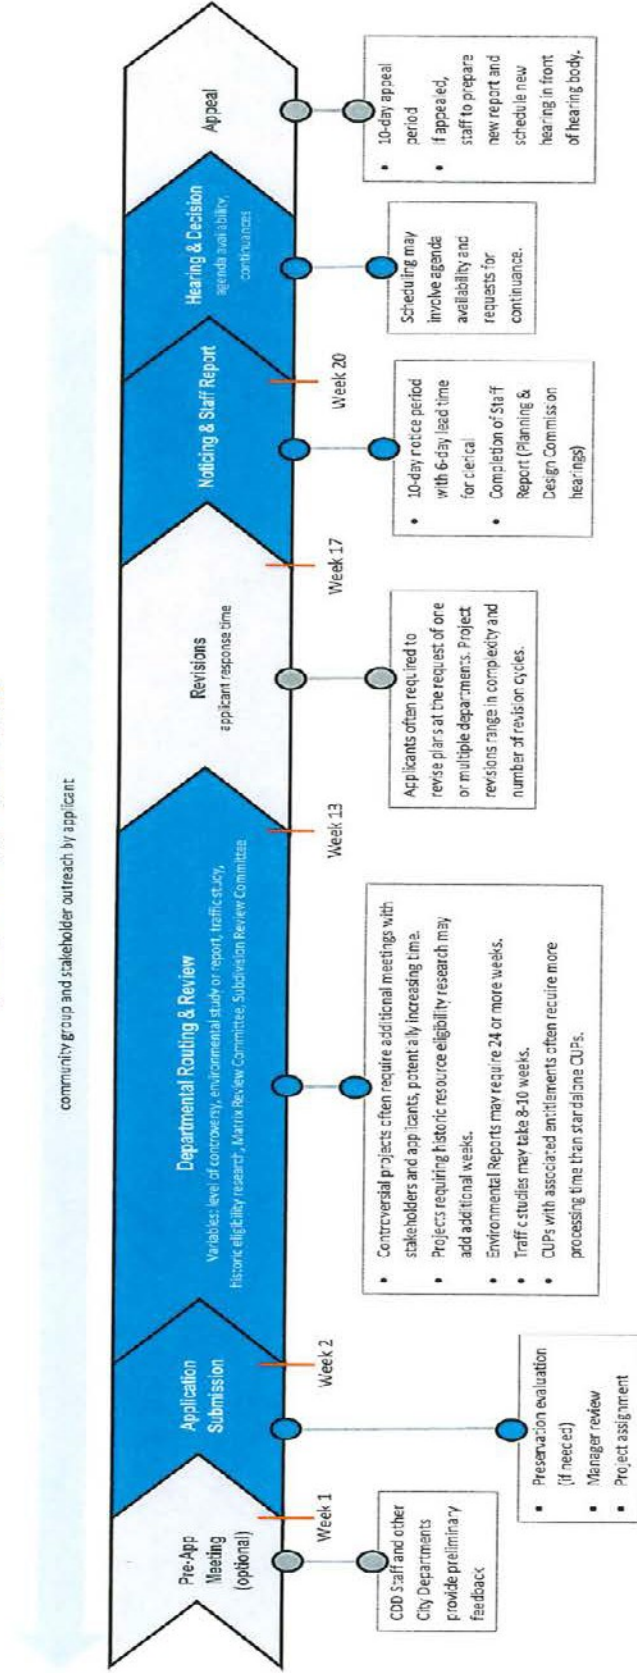 community group and stakeholder outreach by applicant
Pre-App
Meeting
(optional)
Application
Submission
Departmental Routing & Review
Variables: level of controversy, environmental study or report, traffic study,
historic eligibility research, Matrix Review Committee, Subdivision Review Committee
Revisions
applicant response time
Noticing & Staff Report
Hearing & Decision
agenda availability,
continuances
Appeal
Week 1
Week 2
Week 13
Week 17
Week 20
CDD Staff and other
City Departments
provide preliminary
feedback
• Preservation evaluation
(if needed)
• Manager review
• Project assignment
• Controversial projects often require additional meetings with
stakeholders and applicants, potentially increasing time.
• Projects requiring historic resource eligibility research may
add additional weeks.
• Environmental Reports may require 24 or more weeks.
• Traffic studies may take 8-10 weeks.
• CUPs with associated entitlements often require more
processing time than standalone CUPs.
Applicants often required to
revise plans at the request of one
or multiple departments. Project
revisions range in complexity and
number of revision cycles.
• 10-day notice period
with 6-day lead time
for clerical
• Completion of Staff
Report (Planning &
Design Commission
hearings)
Scheduling may
involve agenda
availability and
requests for
continuance.
• 10-day appeal
period
• If appealed,
staff to prepare
new report and
schedule new
hearing in front
of hearing body.